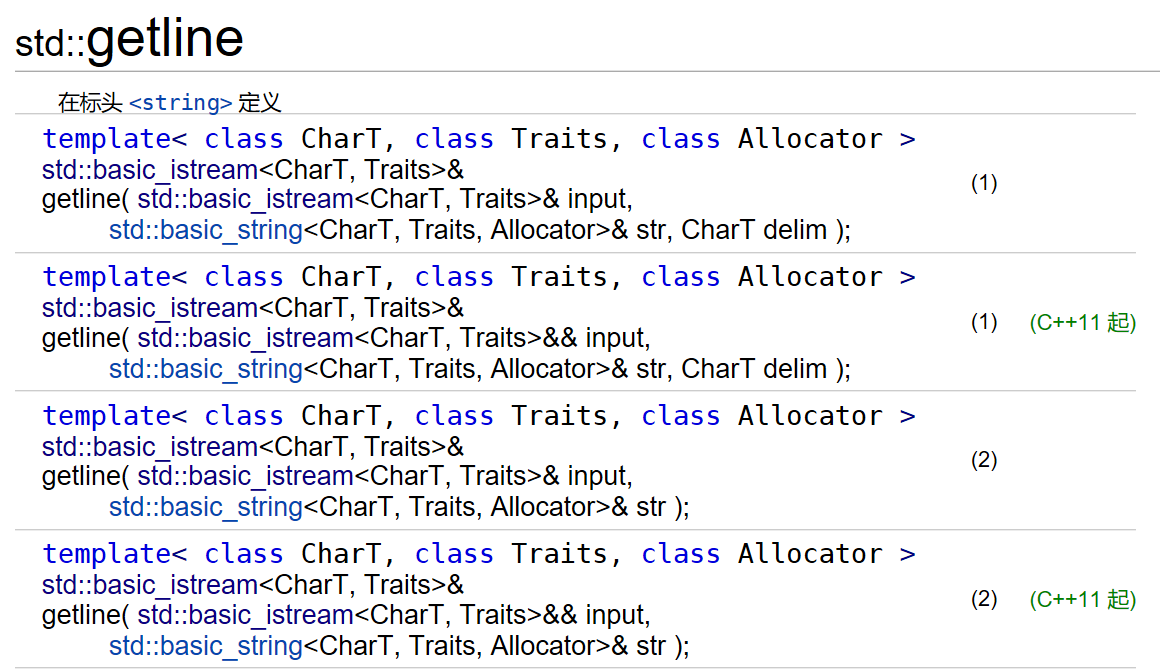 std::getline
在标头 <string> 定义
template< class CharT, class Traits, class Allocator >
std::basic_istream<CharT, Traits>&
getline( std::basic_istream<CharT, Traits>& input,
std::basic_string<CharT, Traits, Allocator>& str, CharT delim );
(1)
template< class CharT, class Traits, class Allocator >
std::basic_istream<CharT, Traits>&
getline( std::basic_istream<CharT, Traits>&& input,
std::basic_string<CharT, Traits, Allocator>& str, CharT delim );
(1) (C++11 起)
template< class CharT, class Traits, class Allocator >
std::basic_istream<CharT, Traits>&
getline( std::basic_istream<CharT, Traits>& input,
std::basic_string<CharT, Traits, Allocator>& str );
(2)
template< class CharT, class Traits, class Allocator >
std::basic_istream<CharT, Traits>&
getline( std::basic_istream<CharT, Traits>&& input,
std::basic_string<CharT, Traits, Allocator>& str );
(2) (C++11 起)